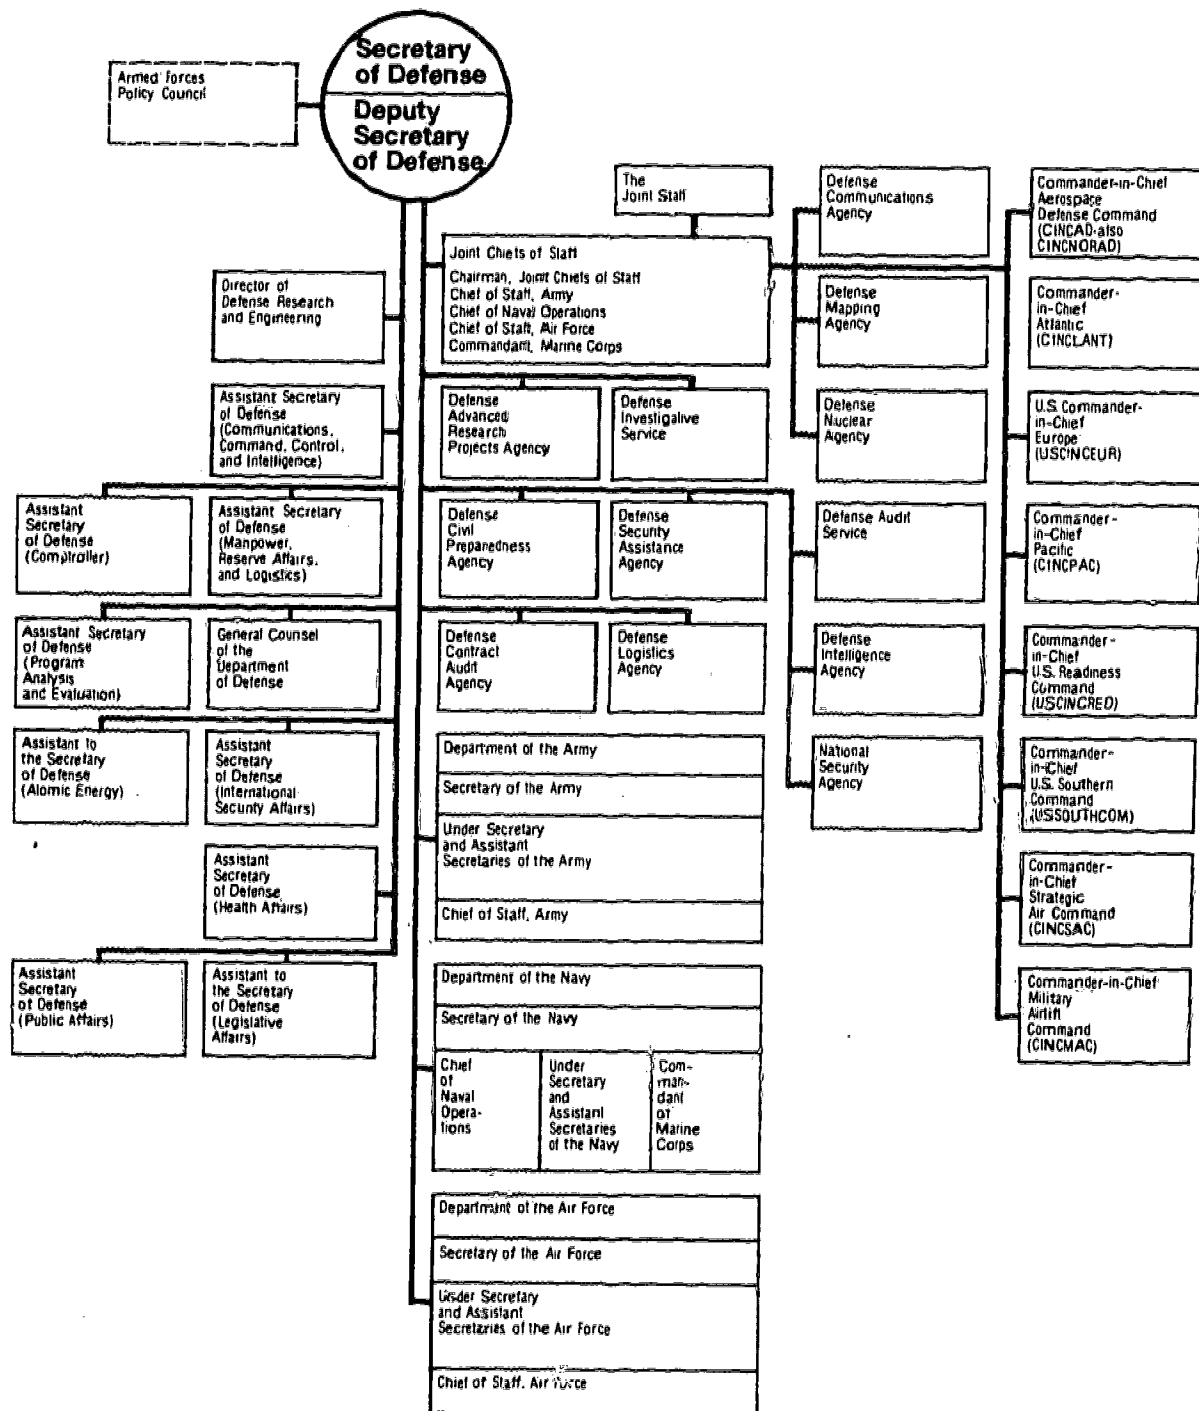 Secretary
of Defense
Deputy
Secretary
of Defense
Armed Forces
Policy Council
The
Joint Staff
Joint Chiefs of Staff
Chairman, Joint Chiefs of Staff
Chief of Staff, Army
Chief of Naval Operations
Chief of Staff, Air Force
Commandant, Marine Corps
Defense
Communications
Agency
Defense
Mapping
Agency
Defense
Nuclear
Agency
Commander-in-Chief
Aerospace
Defense Command
(CINCAD-also
CINCNORAD)
Commander-
in-Chief
Atlantic
(CINCLANT)
U.S. Commander-
in-Chief
Europe
(USCINCEUR)
Commander-
in-Chief
Pacific
(CINCPAC)
Commander-
in-Chief
U.S. Readiness
Command
(USCINCRED)
Commander-
in-Chief
U.S. Southern
Command
(USSOUTHCOM)
Commander-
in-Chief
Strategic
Air Command
(CINCSAC)
Commander-in-Chief
Military
Airlift
Command
(CINCMAC)
Director of
Defense Research
and Engineering
Assistant Secretary
of Defense
(Communications,
Command, Control,
and Intelligence)
Assistant
Secretary
of Defense
(Comptroller)
Assistant Secretary
of Defense
(Manpower,
Reserve Affairs,
and Logistics)
Assistant Secretary
of Defense
(Program
Analysis
and Evaluation)
General Counsel
of the
Department
of Defense
Assistant to
the Secretary
of Defense
(Atomic Energy)
Assistant
Secretary
of Defense
(International
Security Affairs)
Assistant
Secretary
of Defense
(Health Affairs)
Assistant
Secretary
of Defense
(Public Affairs)
Assistant to
the Secretary
of Defense
(Legislative
Affairs)
Defense
Advanced
Research
Projects Agency
Defense
Investigative
Service
Defense
Civil
Preparedness
Agency
Defense
Security
Assistance
Agency
Defense Audit
Service
Defense
Contract
Audit
Agency
Defense
Logistics
Agency
Defense
Intelligence
Agency
National
Security
Agency
Department of the Army
Secretary of the Army
Under Secretary
and Assistant
Secretaries of the Army
Chief of Staff, Army
Department of the Navy
Secretary of the Navy
Chief
of
Naval
Opera-
tions
Under
Secretary
and
Assistant
Secretaries
of the Navy
Com-
man-
dant
of
Marine
Corps
Department of the Air Force
Secretary of the Air Force
Under Secretary
and Assistant
Secretaries of the Air Force
Chief of Staff, Air Force